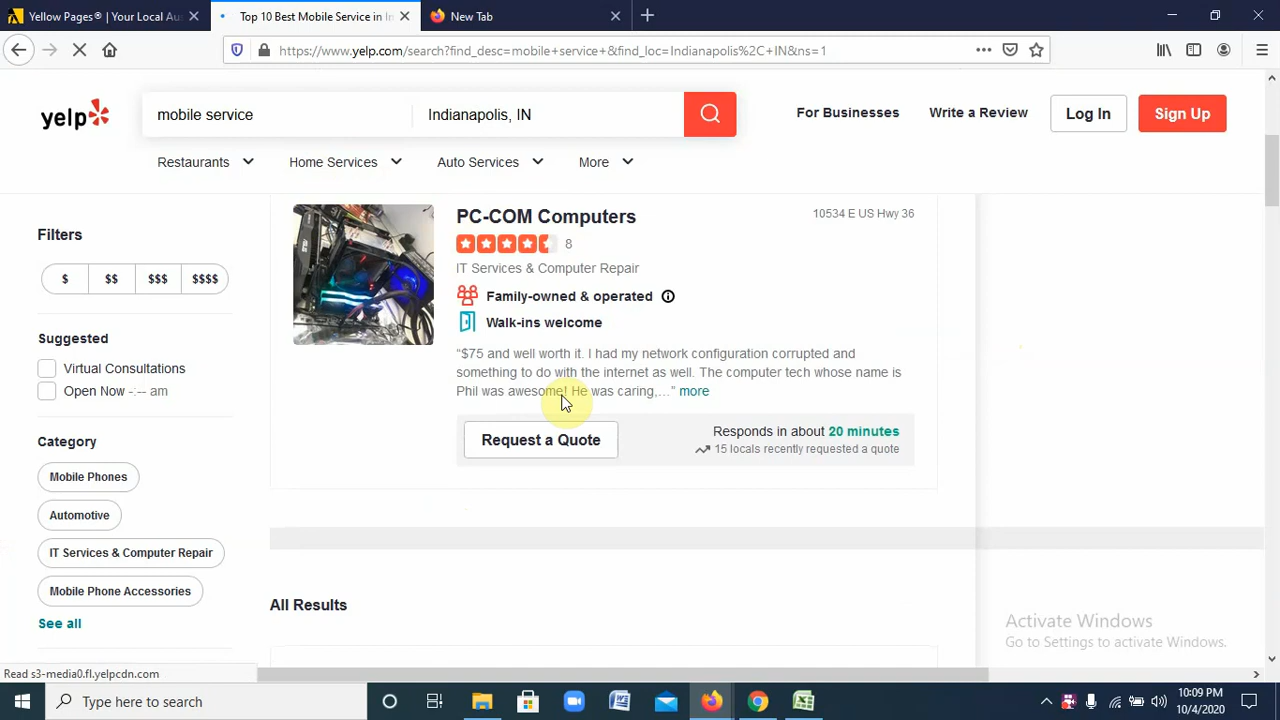 Yellow Pages® | Your Local Au
Top 10 Best Mobile Service in In
New Tab
https://www.yelp.com/search?find_desc=mobile+service+&find_loc=Indianapolis%2C+IN&ns=1
yelp
mobile service
Indianapolis, IN
For Businesses
Write a Review
Log In
Sign Up
Restaurants
Home Services
Auto Services
More
PC-COM Computers
10534 E US Hwy 36
8
IT Services & Computer Repair
Family-owned & operated
Walk-ins welcome
“$75 and well worth it. I had my network configuration corrupted and
something to do with the internet as well. The computer tech whose name is
Phil was awesome! He was caring,…” more
Request a Quote
Responds in about 20 minutes
15 locals recently requested a quote
Filters
$
$$
$$$
$$$$
Suggested
Virtual Consultations
Open Now -:-- am
Category
Mobile Phones
Automotive
IT Services & Computer Repair
Mobile Phone Accessories
See all
All Results
Activate Windows
Go to Settings to activate Windows.
Read s3-media0.fl.yelpcdn.com
Type here to search
10:09 PM
10/4/2020